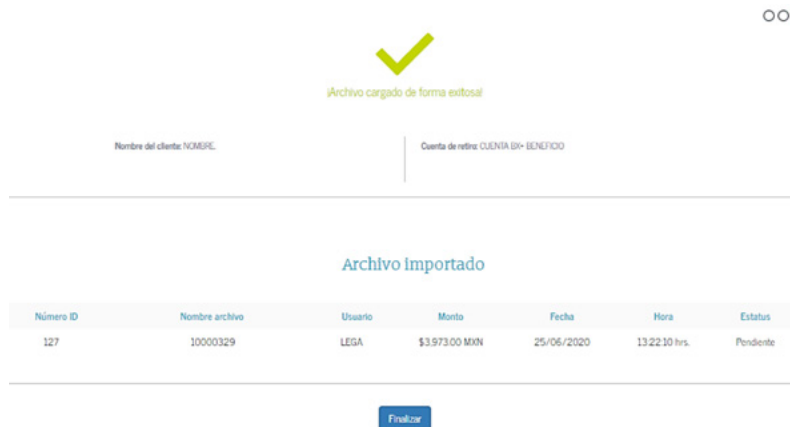 ¡Archivo cargado de forma exitosa!
Nombre del cliente: NOMBRE. Cuenta de retiro: CUENTA BX+ BENEFICIO
Archivo importado
Número ID Nombre archivo Usuario Monto Fecha Hora Estatus
127 10000329 LEGA $3,973.00 MXN 25/06/2020 13:22:10 hrs. Pendiente
Finalizar